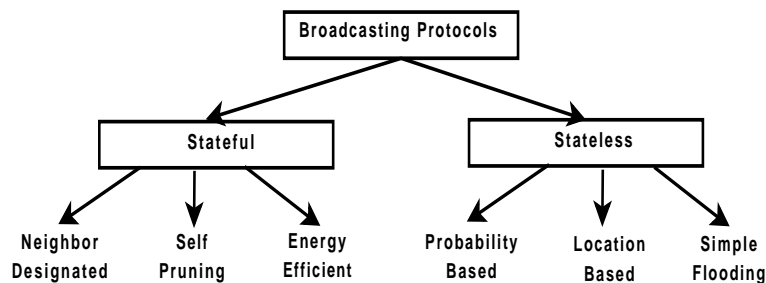 Broadcasting Protocols
Stateful
Stateless
Neighbor
Designated
Self
Pruning
Energy
Efficient
Probability
Based
Location
Based
Simple
Flooding